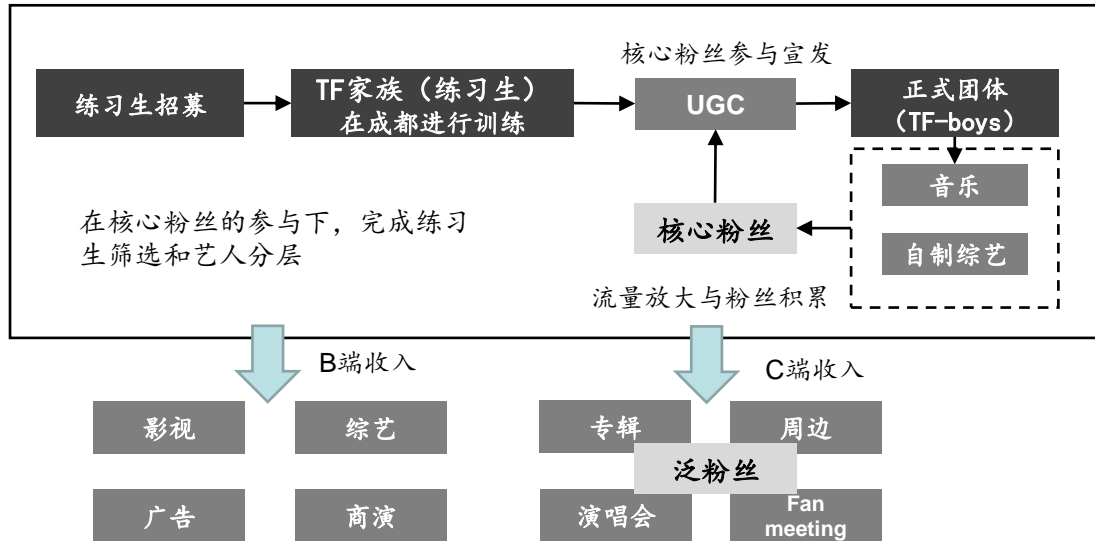 核心粉丝参与宣发
练习生招募
TF家族（练习生）
在成都进行训练
UGC
正式团体
（TF-boys）
音乐
在核心粉丝的参与下，完成练习
生筛选和艺人分层
核心粉丝
自制综艺
流量放大与粉丝积累
B端收入
C端收入
影视
综艺
专辑
周边
泛粉丝
广告
商演
演唱会
Fan
meeting